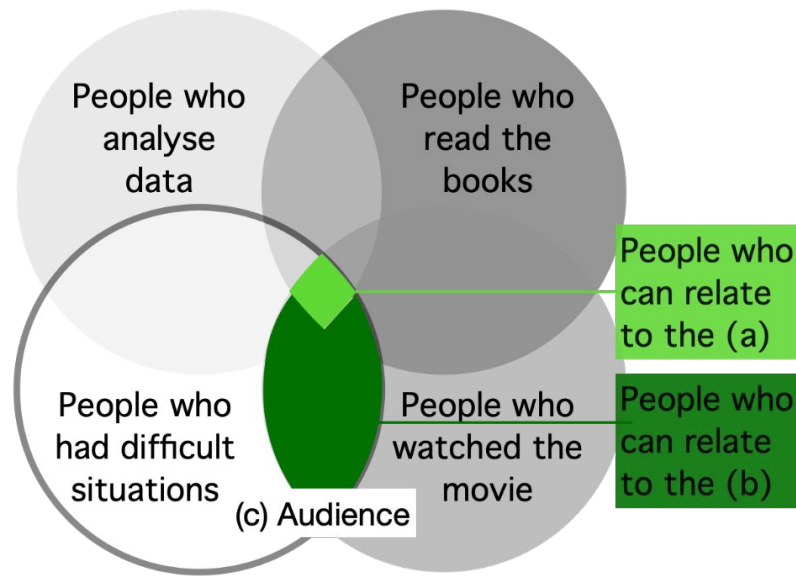 People who
analyse
data
People who
read the
books
People who
can relate
to the (a)
People who
had difficult
situations
People who
watched the
movie
People who
can relate
to the (b)
(c) Audience